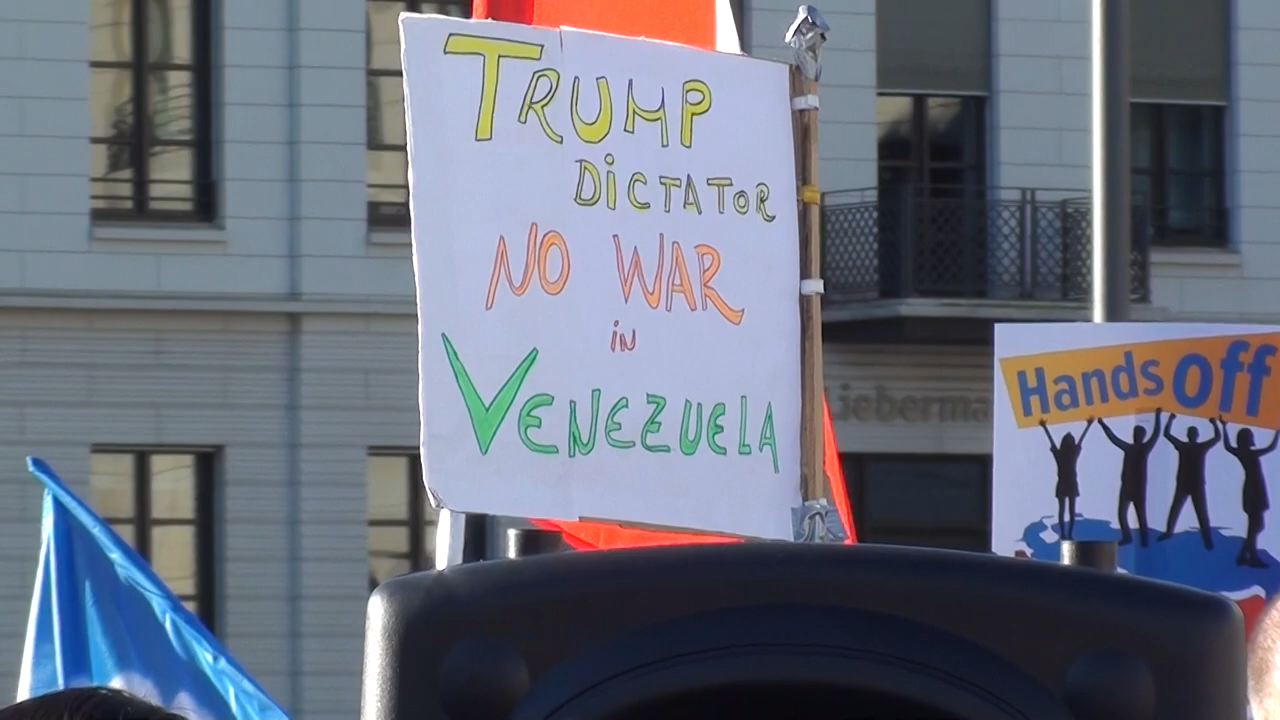 TRUMP
DiCTATOR
NO WAR
iN
VENEZUELA
Hands off